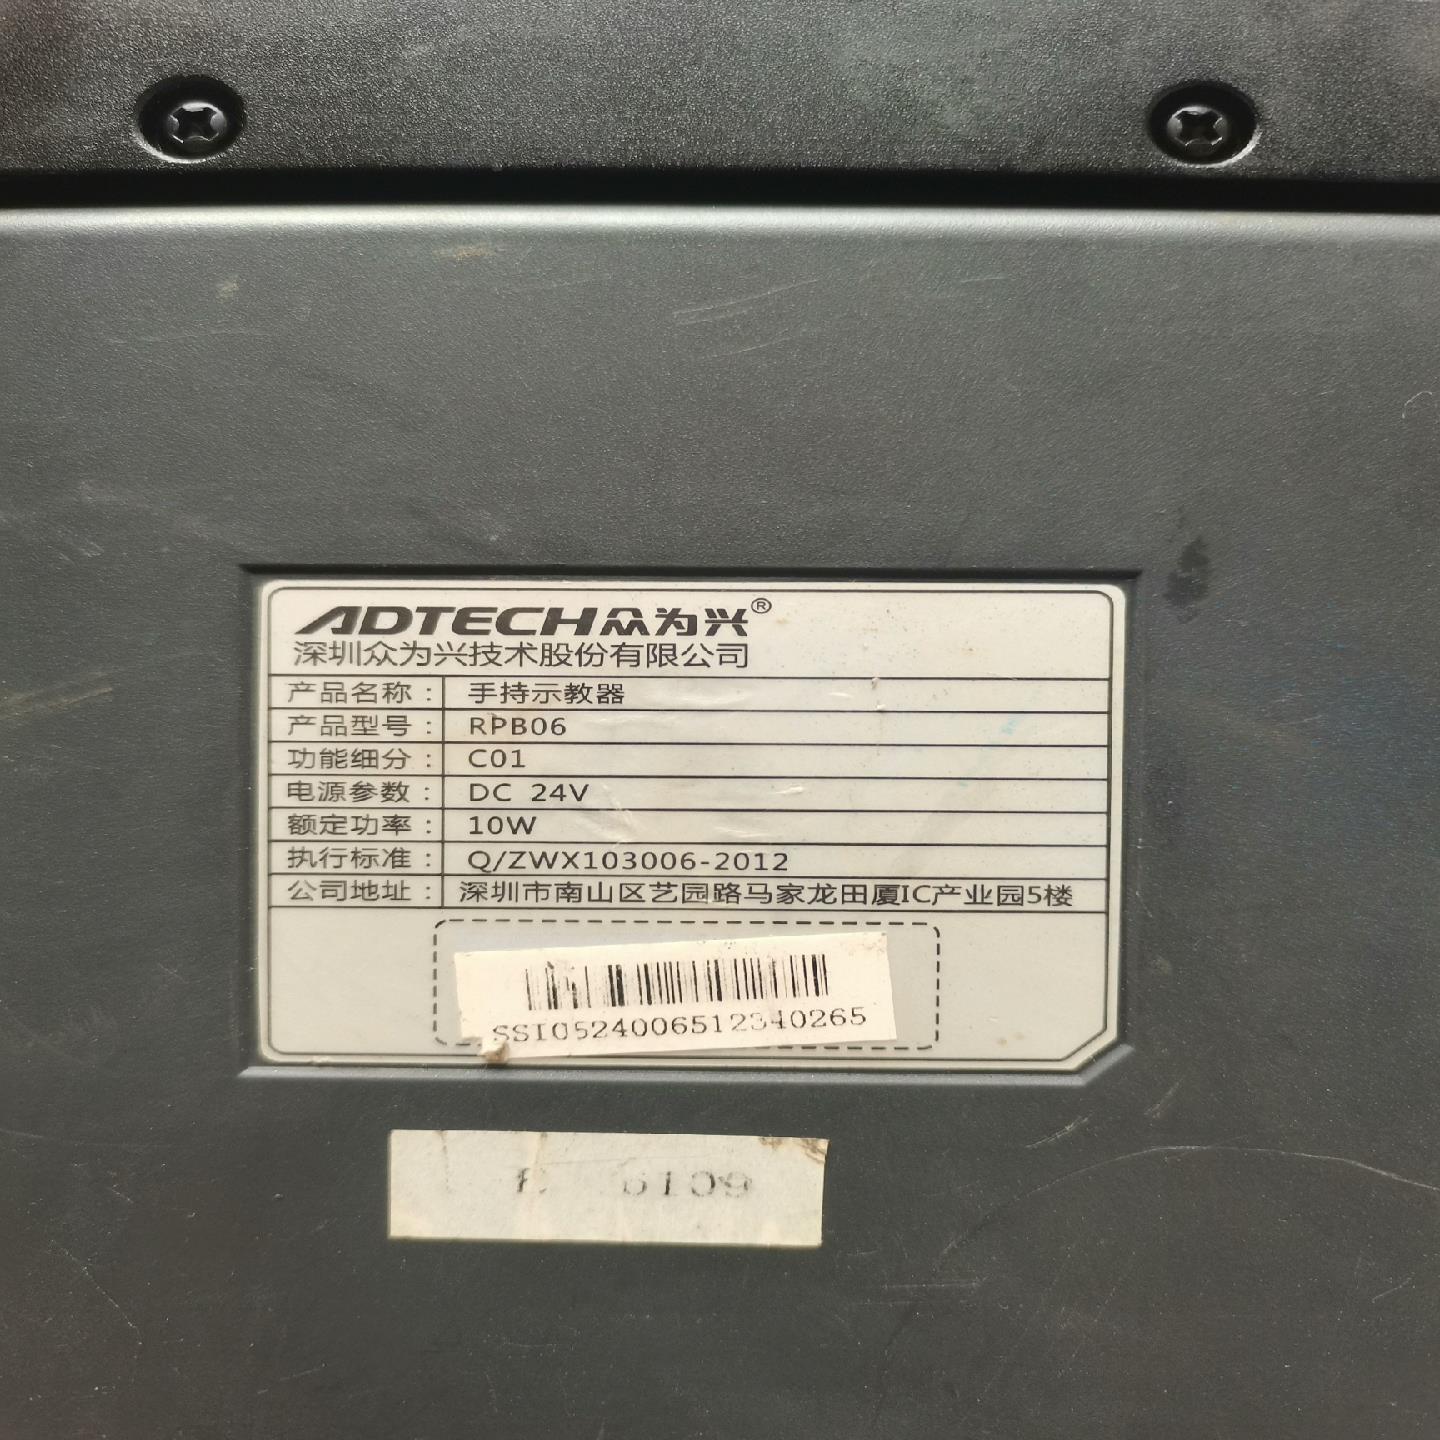 ADTECH众为兴®
深圳众为兴技术股份有限公司
产品名称： 手持示教器
产品型号： RPB06
功能细分： C01
电源参数： DC 24V
额定功率： 10W
执行标准： Q/ZWX103006-2012
公司地址： 深圳市南山区艺园路马家龙田厦IC产业园5楼
SSI0524006512340265